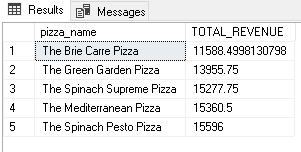 Results Messages
pizza_name TOTAL_REVENUE
1 The Brie Carre Pizza 11588.4998130798
2 The Green Garden Pizza 13955.75
3 The Spinach Supreme Pizza 15277.75
4 The Mediterranean Pizza 15360.5
5 The Spinach Pesto Pizza 15596